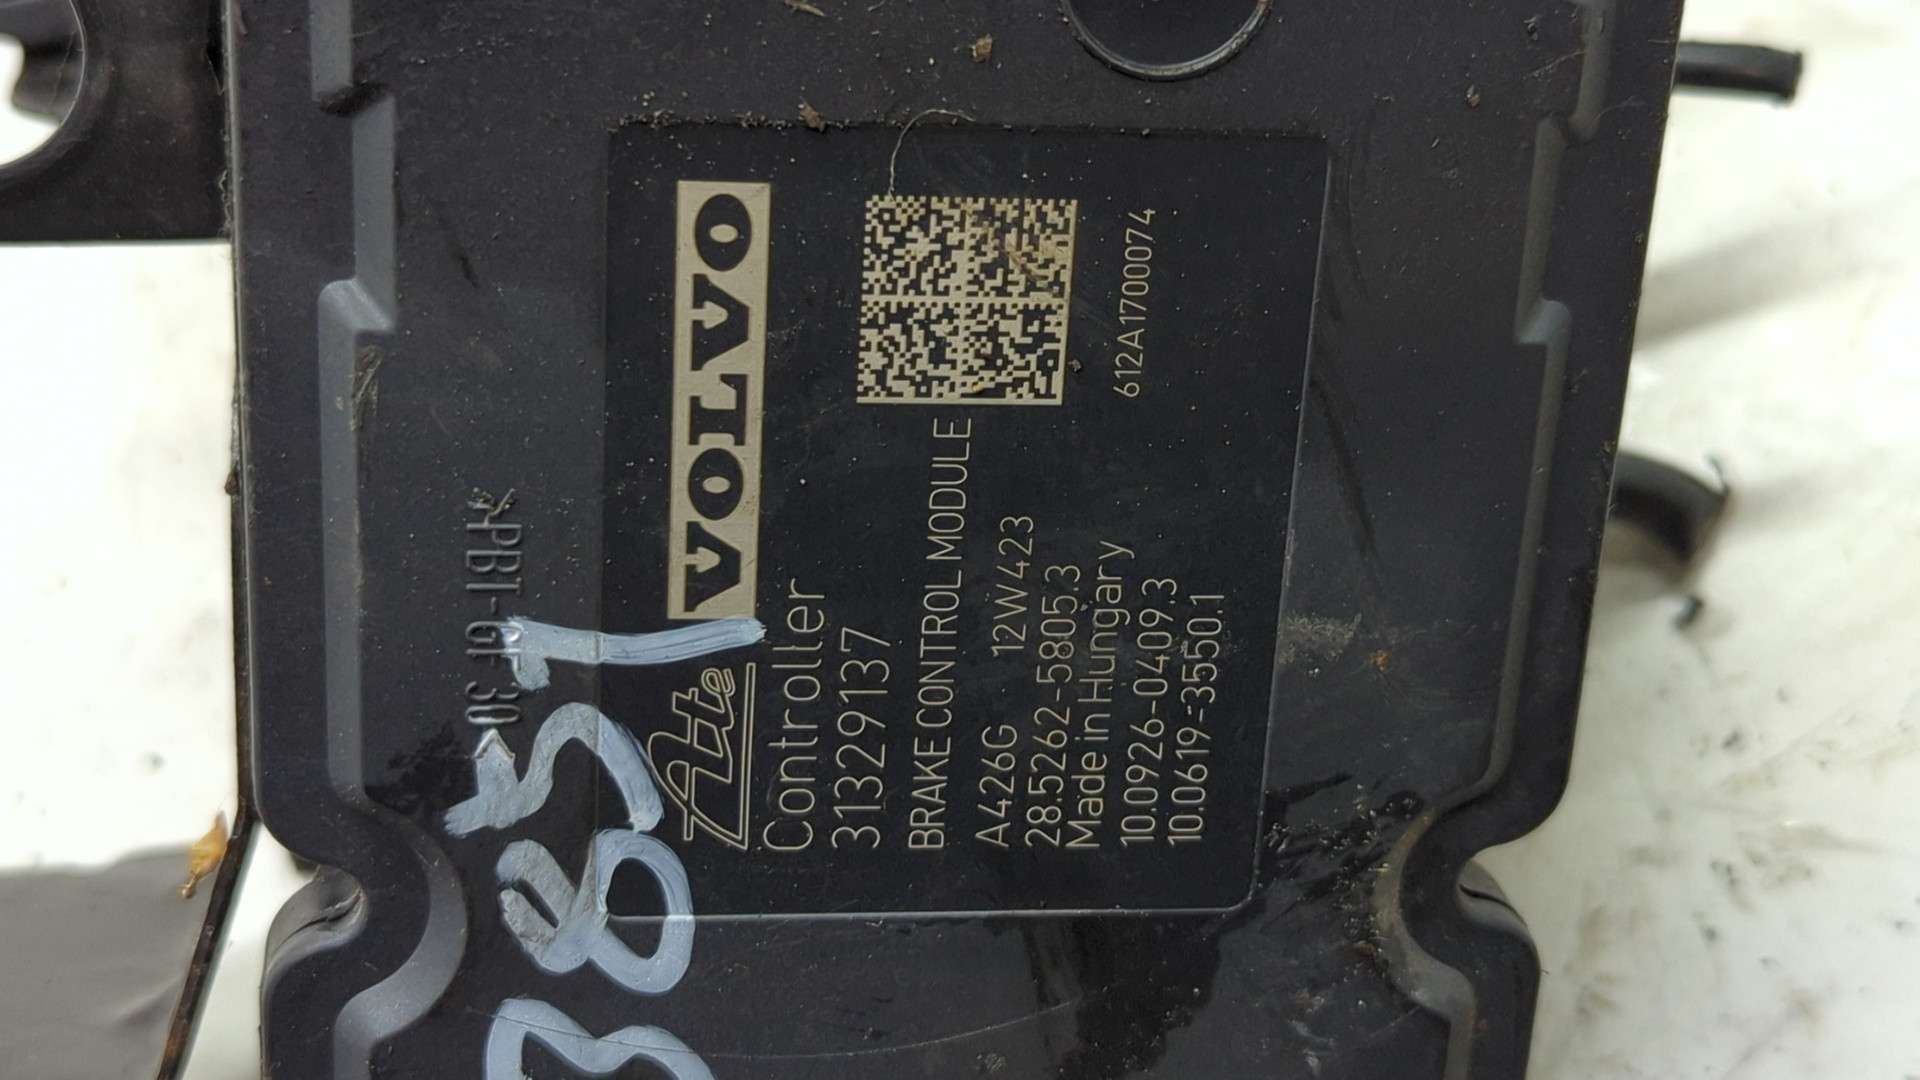 >PBT-GF 30<
Ate VOLVO
Controller
31329137
BRAKE CONTROL MODULE
A426G 12W423
28.5262-5805.3
Made in Hungary
10.0926-0409.3
10.0619-3550.1
612A1700074